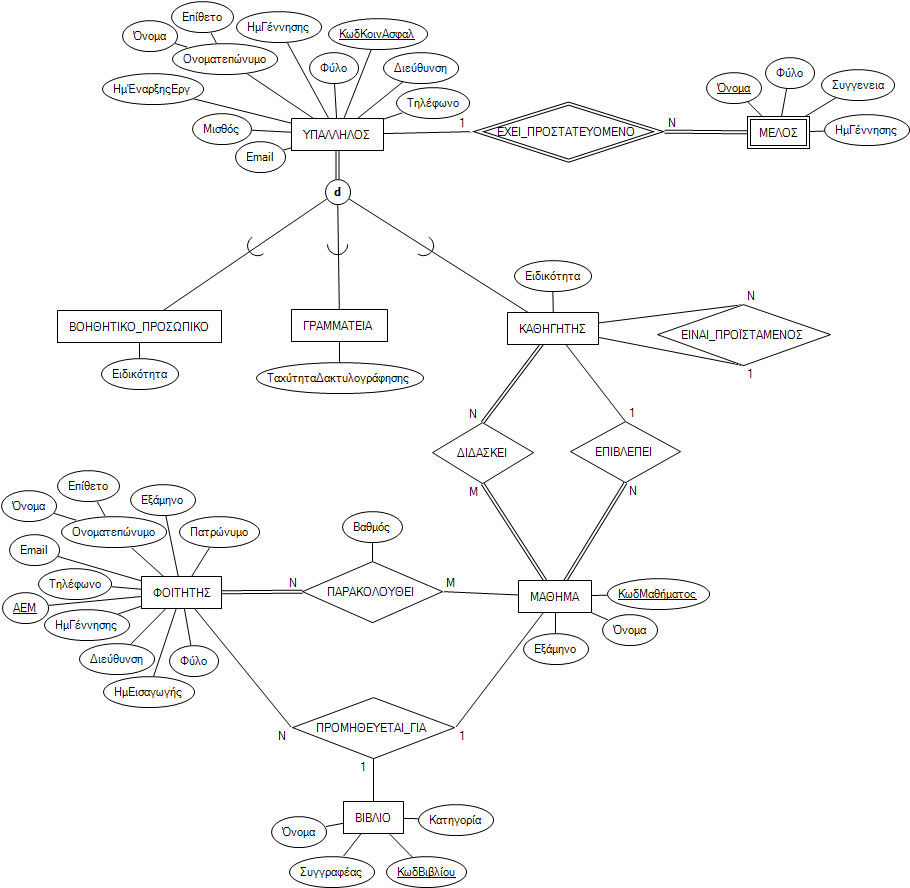 Επίθετο
Όνομα
Ονοματεπώνυμο
ΗμΓέννησης
ΚωδΚοινΑσφαλ
Φύλο
Διεύθυνση
ΗμΈναρξηςΕργ
Τηλέφωνο
Μισθός
Email
ΥΠΑΛΛΗΛΟΣ
1
ΕΧΕΙ_ΠΡΟΣΤΑΤΕΥΟΜΕΝΟ
N
ΜΕΛΟΣ
Όνομα
Φύλο
Συγγενεια
ΗμΓέννησης
d
ΒΟΗΘΗΤΙΚΟ_ΠΡΟΣΩΠΙΚΟ
Ειδικότητα
ΓΡΑΜΜΑΤΕΙΑ
ΤαχύτηταΔακτυλογράφησης
Ειδικότητα
ΚΑΘΗΓΗΤΗΣ
N
ΕΙΝΑΙ_ΠΡΟΪΣΤΑΜΕΝΟΣ
1
N
ΔΙΔΑΣΚΕΙ
M
1
ΕΠΙΒΛΕΠΕΙ
N
Επίθετο
Όνομα
Ονοματεπώνυμο
Εξάμηνο
Πατρώνυμο
Email
Τηλέφωνο
ΑΕΜ
ΗμΓέννησης
Διεύθυνση
ΗμΕισαγωγής
Φύλο
ΦΟΙΤΗΤΗΣ
Βαθμός
N
ΠΑΡΑΚΟΛΟΥΘΕΙ
M
ΜΑΘΗΜΑ
ΚωδΜαθήματος
Όνομα
Εξάμηνο
N
ΠΡΟΜΗΘΕΥΕΤΑΙ_ΓΙΑ
1
1
ΒΙΒΛΙΟ
Όνομα
Κατηγορία
Συγγραφέας
ΚωδΒιβλίου